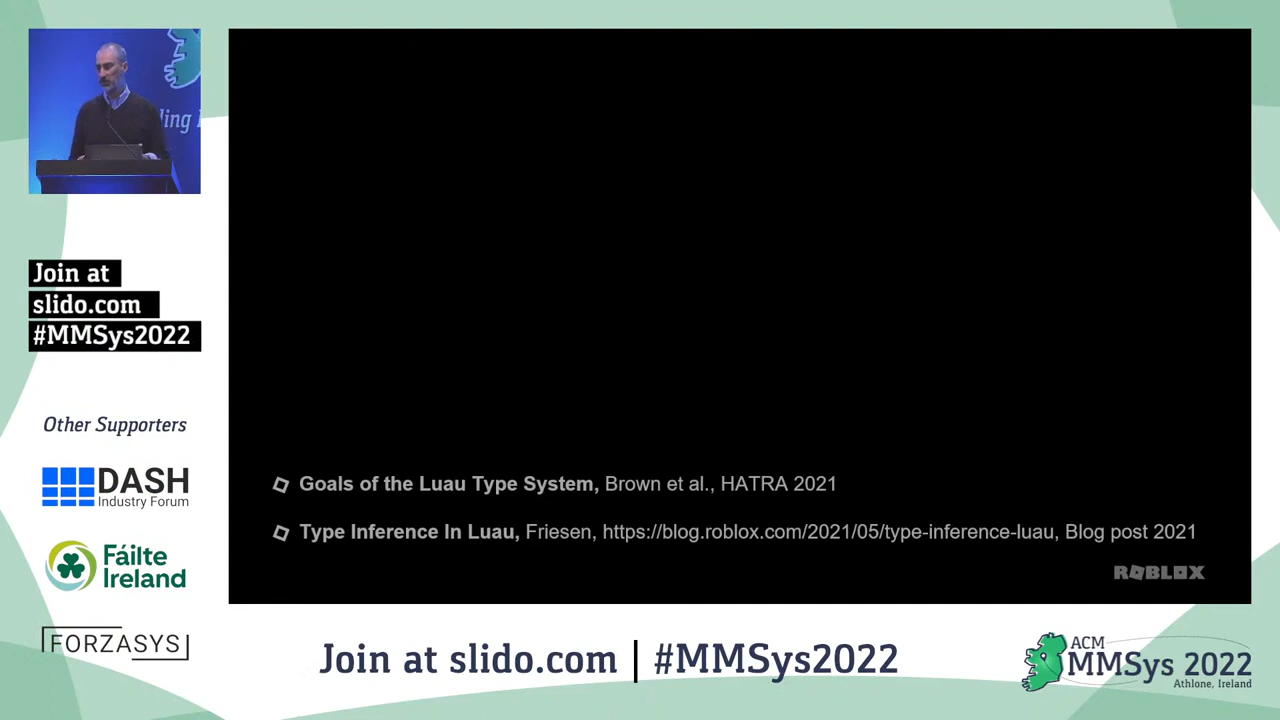 ling
Join at
slido.com
#MMSys2022
Other Supporters
DASH
Industry Forum
Fáilte
Ireland
FORZASYS
Goals of the Luau Type System, Brown et al., HATRA 2021
Type Inference In Luau, Friesen, https://blog.roblox.com/2021/05/type-inference-luau, Blog post 2021
ROBLOX
Join at slido.com | #MMSys2022
ACM
MMSys 2022
Athlone, Ireland